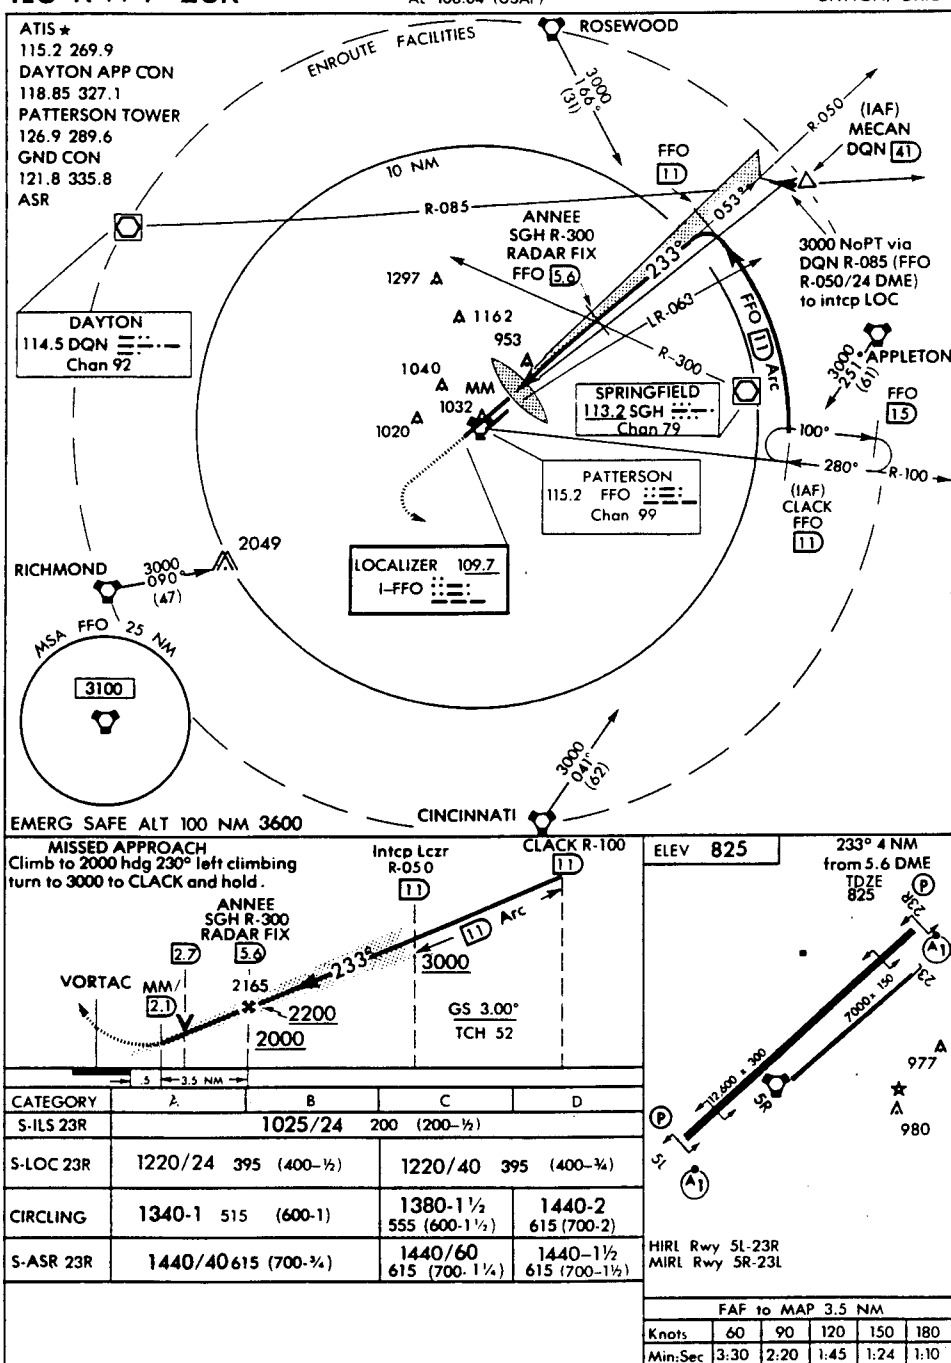 ATIS ★
115.2 269.9
DAYTON APP CON
118.85 327.1
PATTERSON TOWER
126.9 289.6
GND CON
121.8 335.8
ASR
ENROUTE FACILITIES
ROSEWOOD
3000
166°
(31)
10 NM
R-050
(IAF)
MECAN
DQN 41
FFO
11
R-085
053°
ANNEE
SGH R-300
RADAR FIX
FFO 5.6
233°
3000 NoPT via
DQN R-085 (FFO
R-050/24 DME)
to intcp LOC
1297
1162
953
LR-063
FFO 11 Arc
DAYTON
114.5 DQN
Chan 92
R-300
APPLETON
3000
251°
(61)
1040
MM
1032
1020
SPRINGFIELD
113.2 SGH
Chan 79
FFO
15
100°
280°
R-100
PATTERSON
115.2 FFO
Chan 99
(IAF)
CLACK
FFO
11
LOCALIZER 109.7
I-FFO
2049
RICHMOND
3000
090°
(47)
MSA FFO 25 NM
3100
3000
041°
(62)
CINCINNATI
EMERG SAFE ALT 100 NM 3600
MISSED APPROACH
Climb to 2000 hdg 230° left climbing
turn to 3000 to CLACK and hold.
Intcp Lczr
R-050
11
CLACK R-100
11
ANNEE
SGH R-300
RADAR FIX
5.6
2.7
VORTAC
MM/
2.1
2165
233°
11 Arc
3000
2200
2000
GS 3.00°
TCH 52
.5
3.5 NM
ELEV 825
233° 4 NM
from 5.6 DME
TDZE
825
P
23R
A1
23L
7000 x 150
12,600 x 300
977
980
5R
P
5L
A1
HIRL Rwy 5L-23R
MIRL Rwy 5R-23L
CATEGORY A B C D
S-ILS 23R 1025/24 200 (200-½)
S-LOC 23R 1220/24 395 (400-½) 1220/40 395 (400-¾)
CIRCLING 1340-1 515 (600-1) 1380-1½ 555 (600-1½) 1440-2 615 (700-2)
S-ASR 23R 1440/40 615 (700-¾) 1440/60 615 (700-1¼) 1440-1½ 615 (700-1½)
FAF to MAP 3.5 NM
Knots 60 90 120 150 180
Min:Sec 3:30 2:20 1:45 1:24 1:10